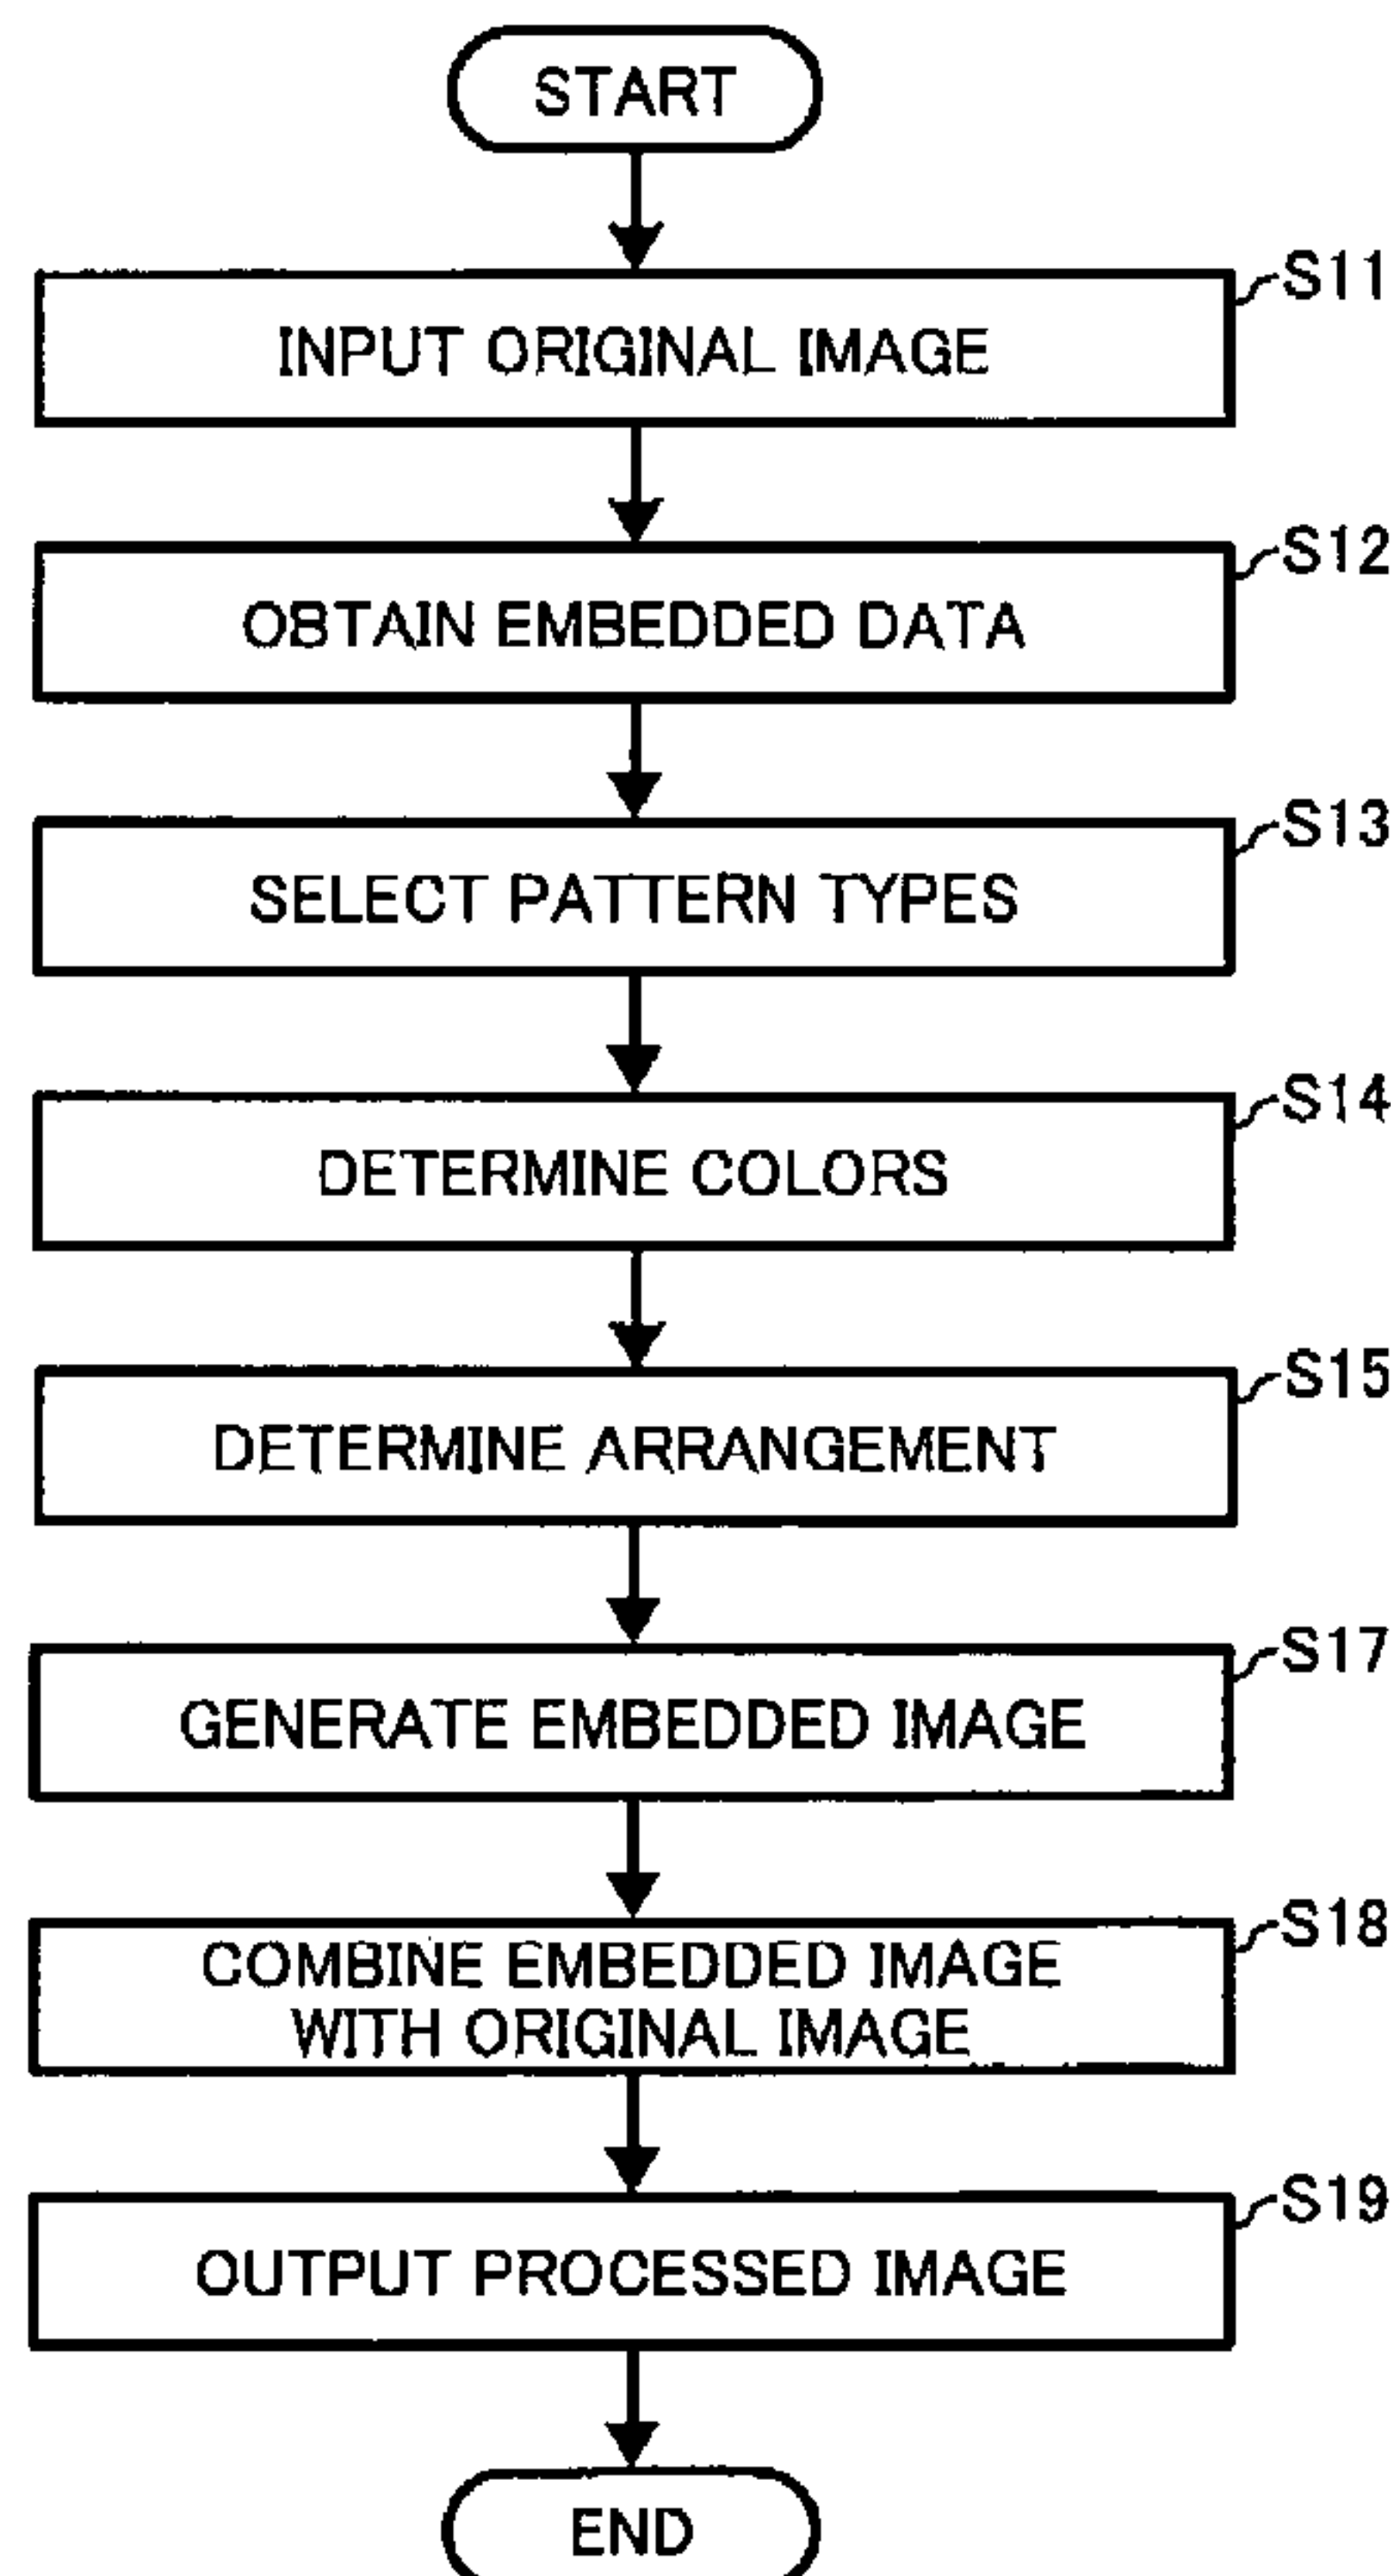 START
S11
INPUT ORIGINAL IMAGE
S12
OBTAIN EMBEDDED DATA
S13
SELECT PATTERN TYPES
S14
DETERMINE COLORS
S15
DETERMINE ARRANGEMENT
S17
GENERATE EMBEDDED IMAGE
S18
COMBINE EMBEDDED IMAGE
WITH ORIGINAL IMAGE
S19
OUTPUT PROCESSED IMAGE
END